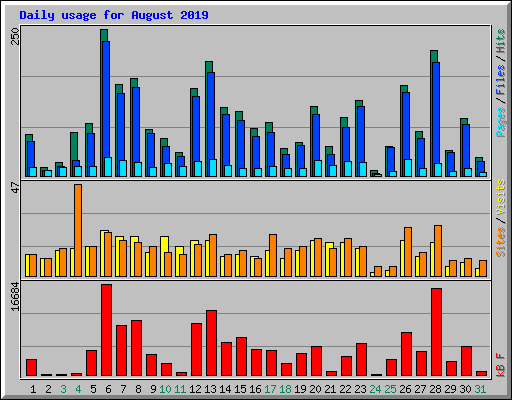 Daily usage for August 2019
250
Pages / Files / Hits
47
Sites / Visits
16684
kB F
1 2 3 4 5 6 7 8 9 10 11 12 13 14 15 16 17 18 19 20 21 22 23 24 25 26 27 28 29 30 31